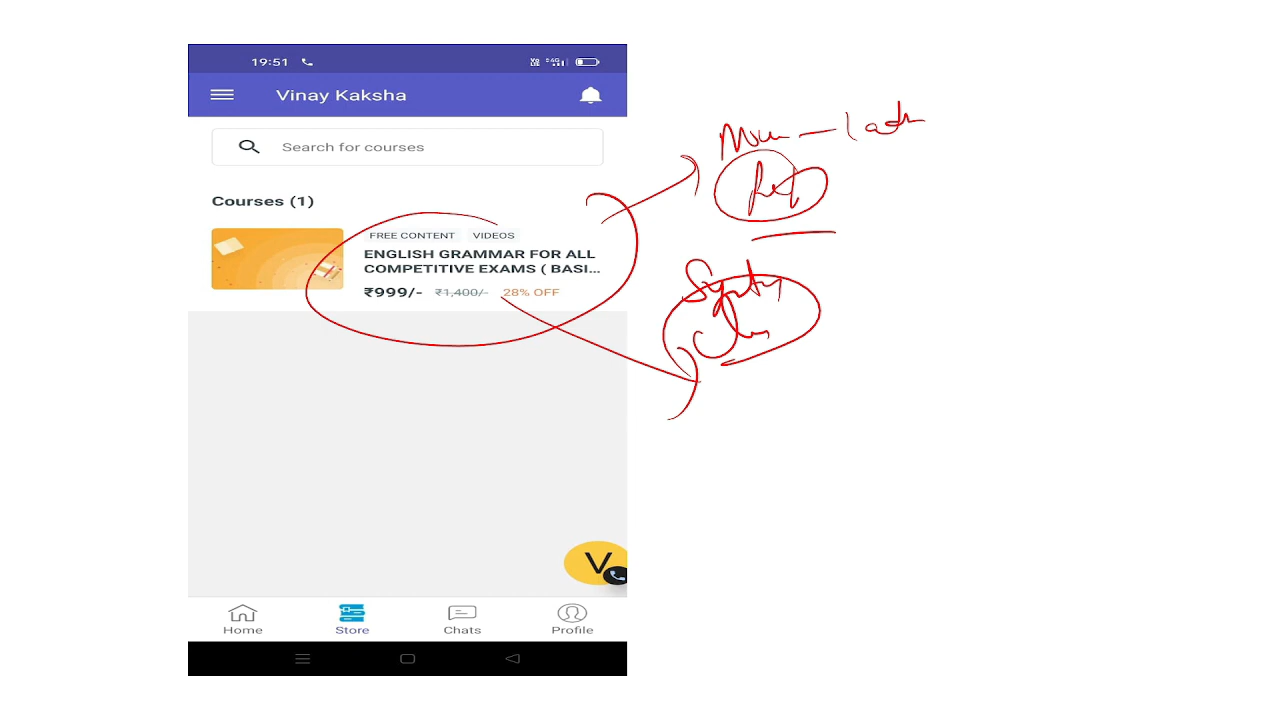 19:51
Vinay Kaksha
Search for courses
Courses (1)
FREE CONTENT VIDEOS
ENGLISH GRAMMAR FOR ALL
COMPETITIVE EXAMS ( BASI...
₹999/- ₹1,400/- 28% OFF
V
Home Store Chats Profile